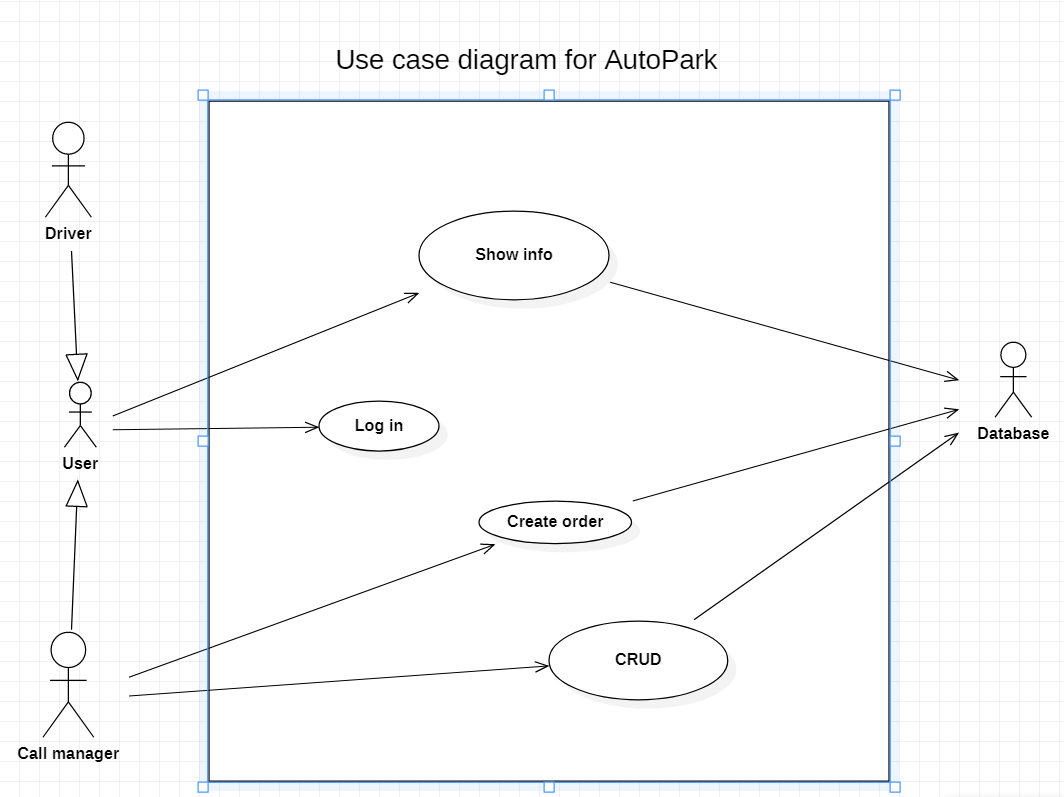 Use case diagram for AutoPark
Driver
Show info
User
Log in
Database
Create order
CRUD
Call manager